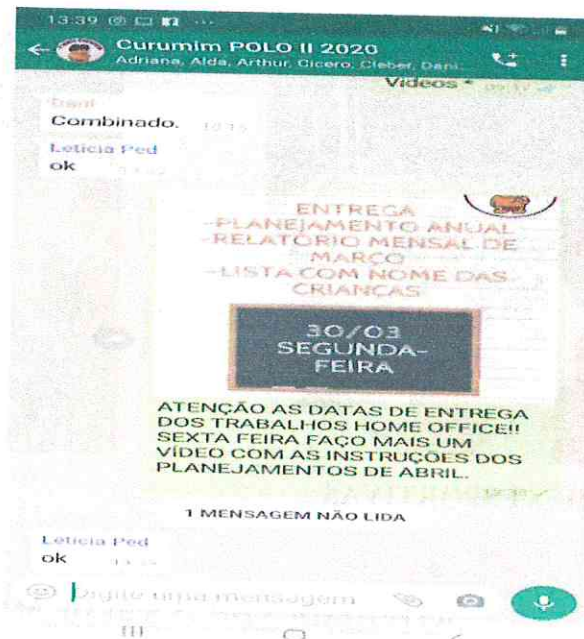 13:39
Curumim POLO II 2020
Adriana, Alda, Arthur, Cicero, Cleber, Dani
Vídeos *
Dani
Combinado.
Leticia Ped
ok
ENTREGA
-PLANEJAMENTO ANUAL
-RELATÓRIO MENSAL DE
MARÇO
-LISTA COM NOME DAS
CRIANÇAS
30/03
SEGUNDA-
FEIRA
ATENÇÃO AS DATAS DE ENTREGA
DOS TRABALHOS HOME OFFICE!!
SEXTA FEIRA FAÇO MAIS UM
VÍDEO COM AS INSTRUÇÕES DOS
PLANEJAMENTOS DE ABRIL.
1 MENSAGEM NÃO LIDA
Leticia Ped
ok
Digite uma mensagem